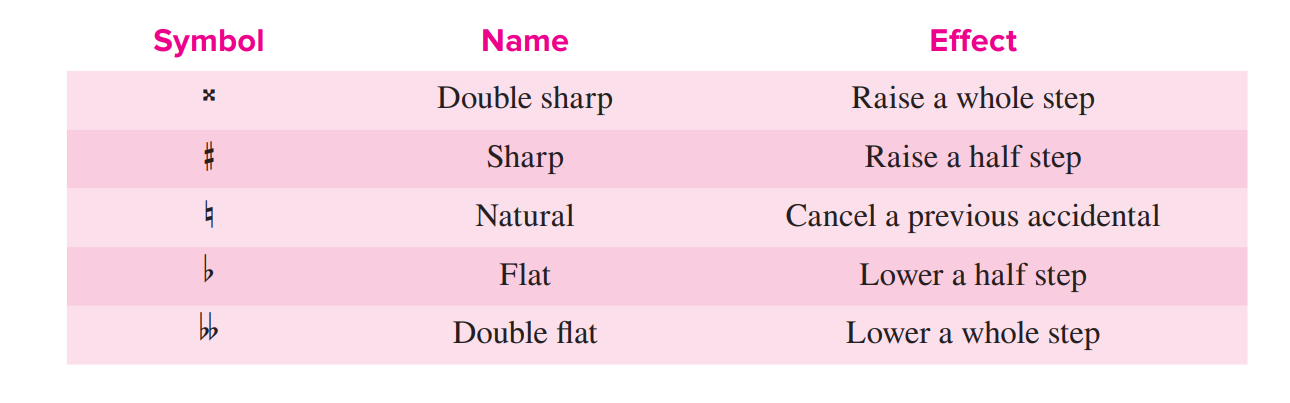 Symbol Name Effect
𝄪 Double sharp Raise a whole step
♯ Sharp Raise a half step
♮ Natural Cancel a previous accidental
♭ Flat Lower a half step
𝄫 Double flat Lower a whole step